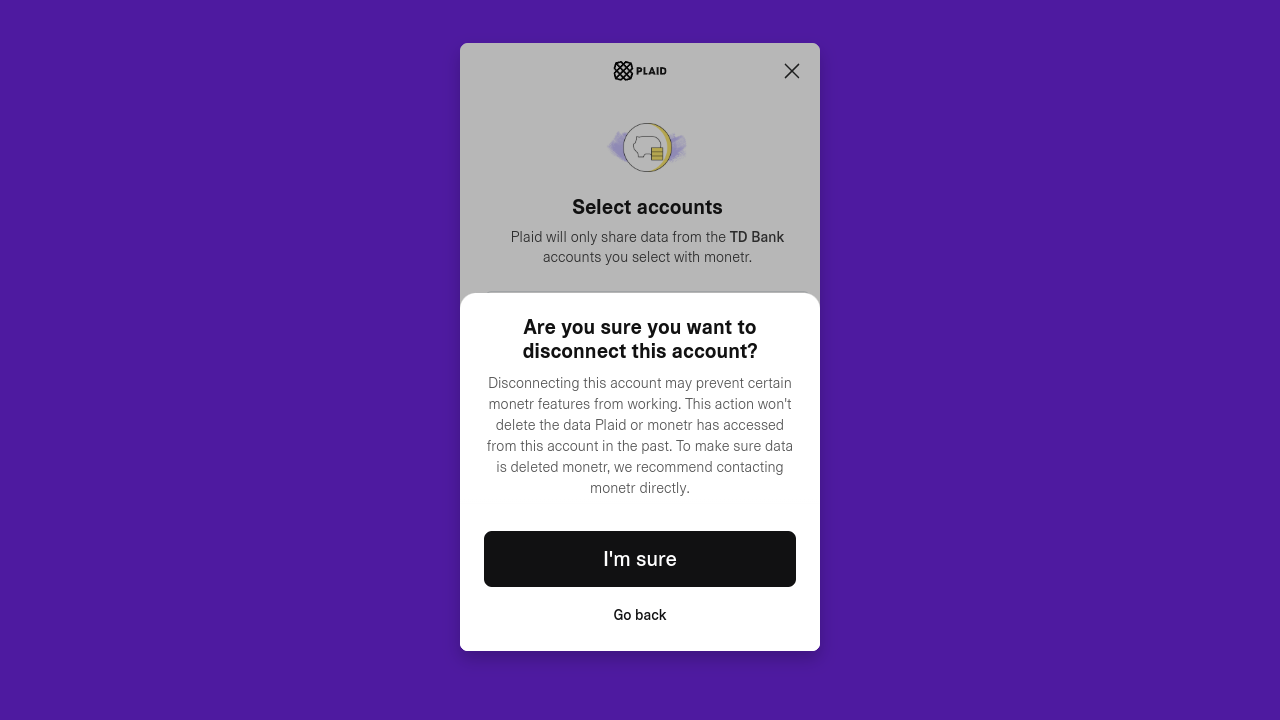 PLAID
Select accounts
Plaid will only share data from the TD Bank
accounts you select with monetr.
Are you sure you want to
disconnect this account?
Disconnecting this account may prevent certain
monetr features from working. This action won't
delete the data Plaid or monetr has accessed
from this account in the past. To make sure data
is deleted monetr, we recommend contacting
monetr directly.
I'm sure
Go back